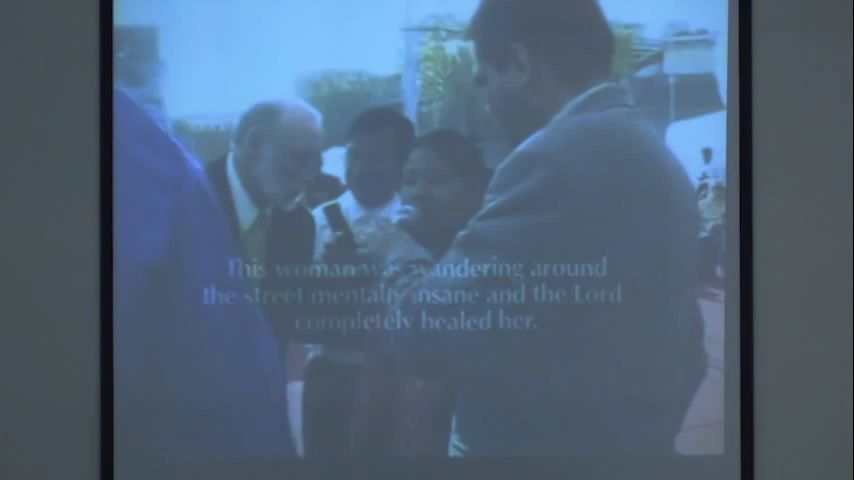 This woman was wandering around
the street mentally insane and the Lord
completely healed her.